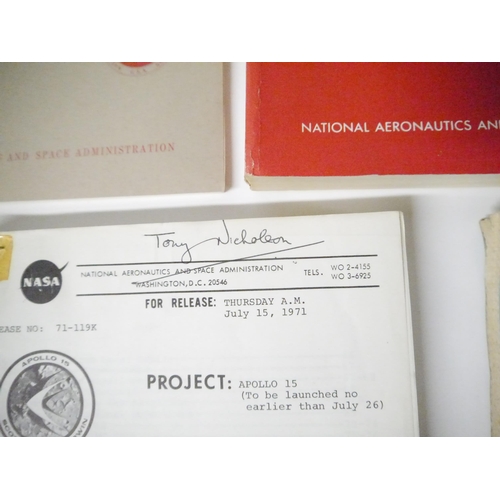 AND SPACE ADMINISTRATION
NATIONAL AERONAUTICS AND
Tony Nicholson
NASA
NATIONAL AERONAUTICS AND SPACE ADMINISTRATION
WASHINGTON, D.C. 20546
TELS. WO 2-4155
WO 3-6925
FOR RELEASE: THURSDAY A.M.
July 15, 1971
EASE NO: 71-119K
APOLLO 15
PROJECT: APOLLO 15
(To be launched no
earlier than July 26)